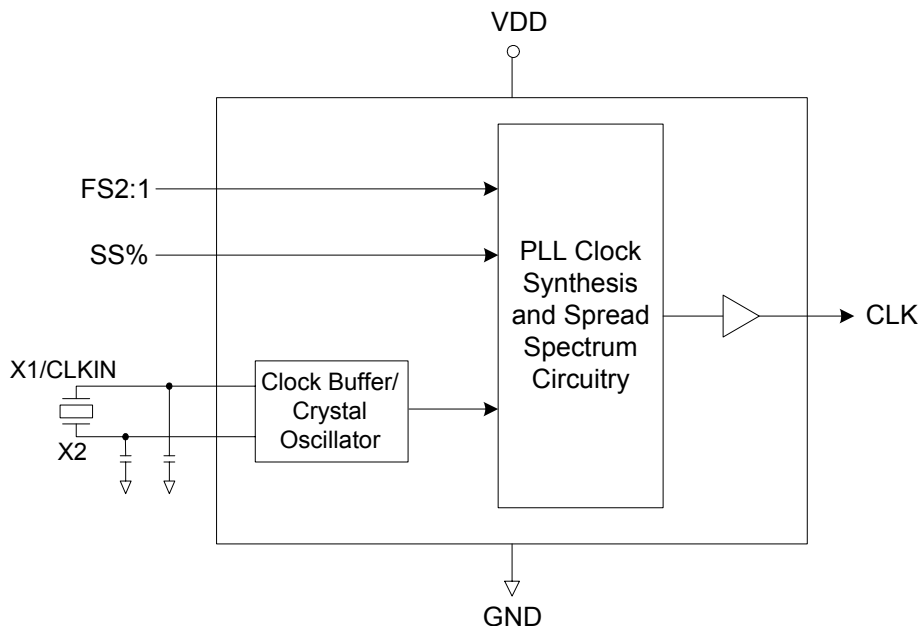 VDD
FS2:1
SS%
PLL Clock
Synthesis
and Spread
Spectrum
Circuitry
CLK
X1/CLKIN
X2
Clock Buffer/
Crystal
Oscillator
GND